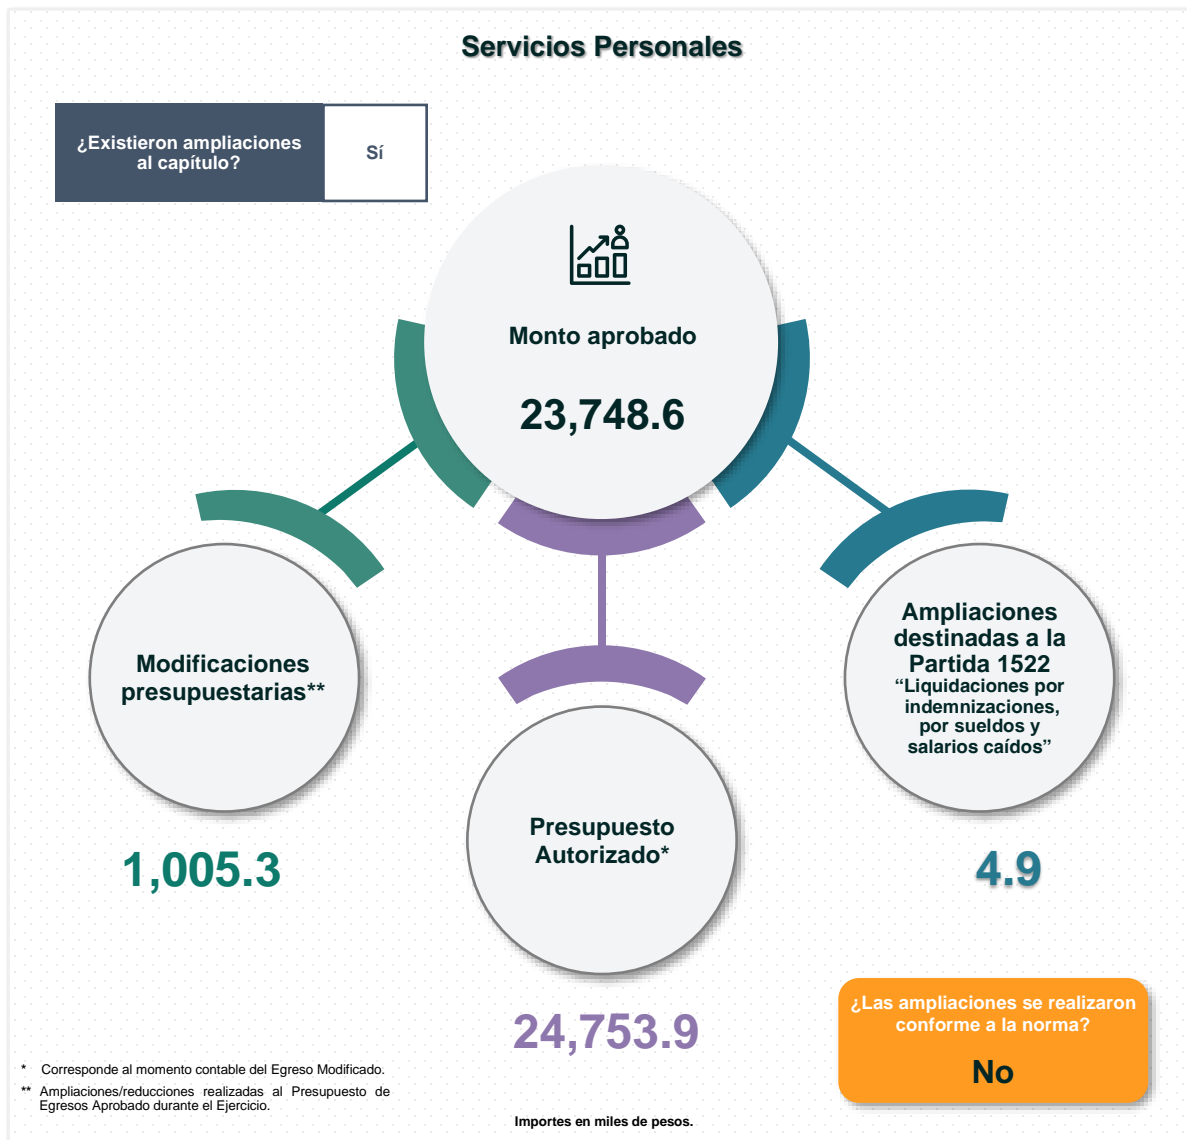 Servicios Personales
¿Existieron ampliaciones
al capítulo?
Sí
Monto aprobado
23,748.6
Modificaciones
presupuestarias**
1,005.3
Presupuesto
Autorizado*
24,753.9
Ampliaciones
destinadas a la
Partida 1522
“Liquidaciones por
indemnizaciones,
por sueldos y
salarios caídos”
4.9
¿Las ampliaciones se realizaron
conforme a la norma?
No
* Corresponde al momento contable del Egreso Modificado.
** Ampliaciones/reducciones realizadas al Presupuesto de
Egresos Aprobado durante el Ejercicio.
Importes en miles de pesos.